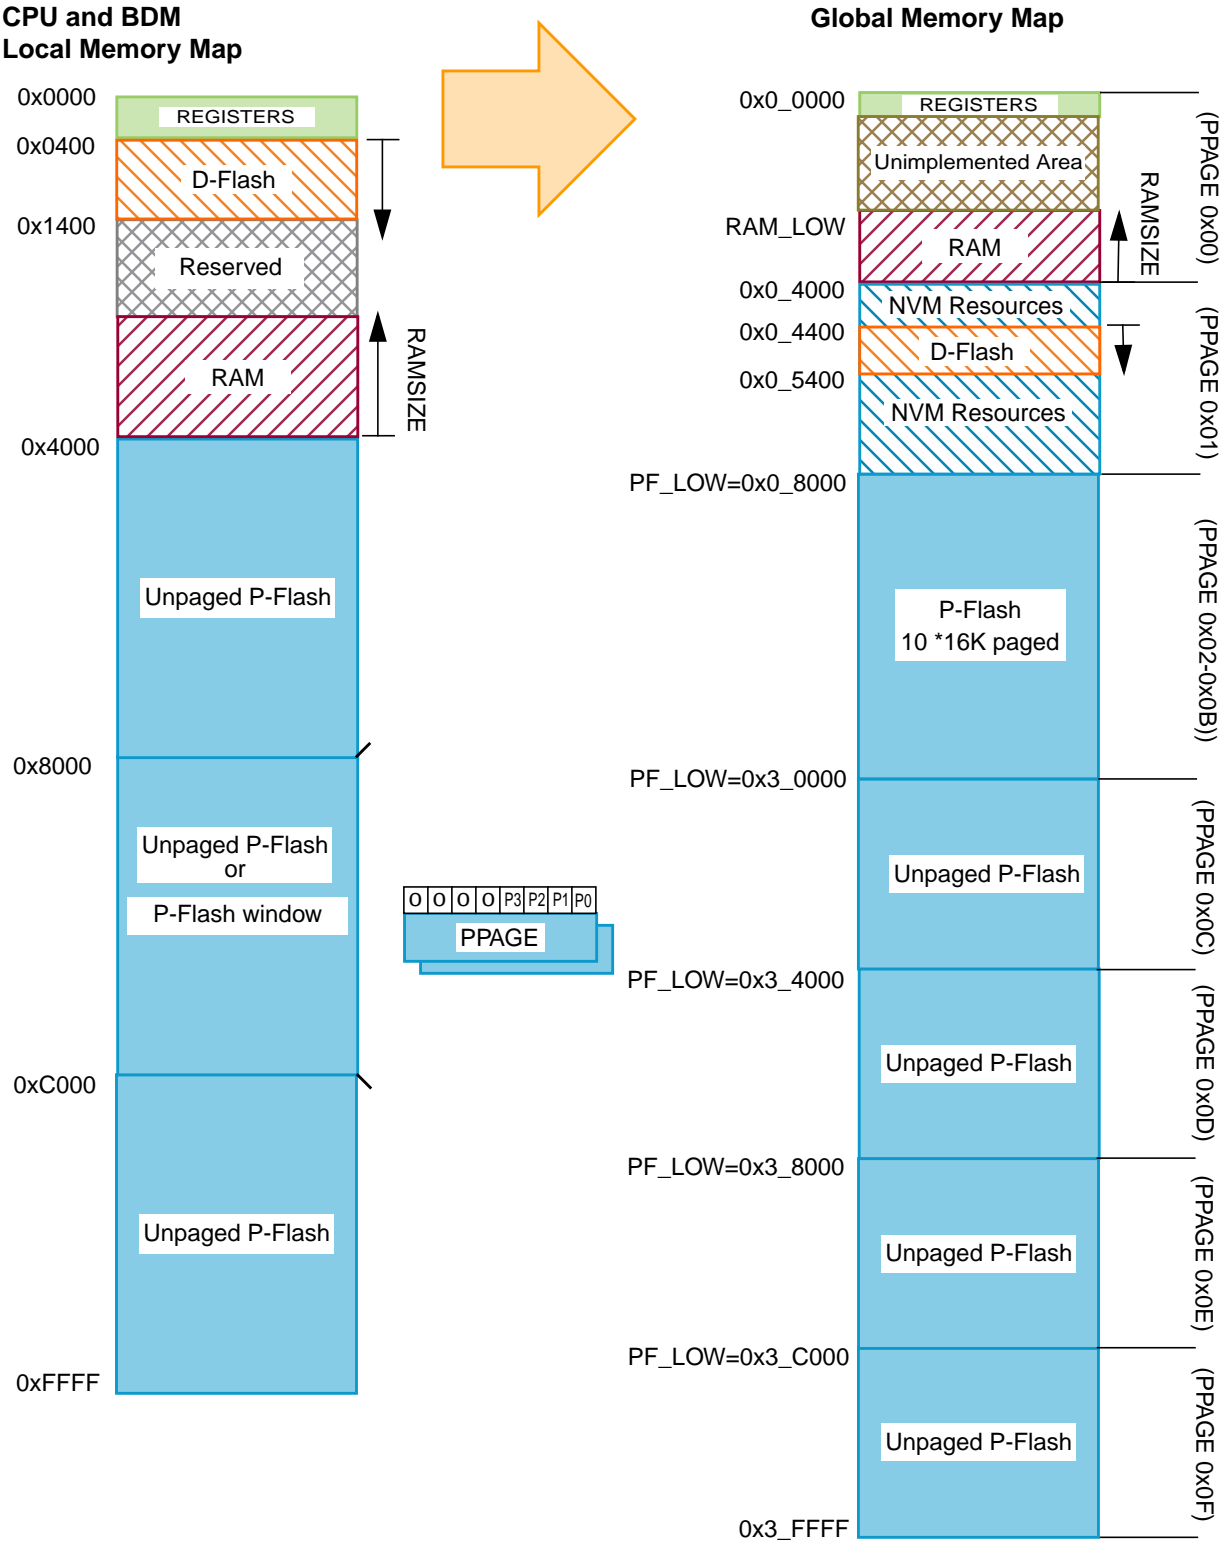 CPU and BDM
Local Memory Map
0x0000
REGISTERS
0x0400
D-Flash
0x1400
Reserved
RAM
RAMSIZE
0x4000
Unpaged P-Flash
0x8000
Unpaged P-Flash
or
P-Flash window
0xC000
Unpaged P-Flash
0xFFFF
0 0 0 0 P3 P2 P1 P0
PPAGE
Global Memory Map
0x0_0000
REGISTERS
Unimplemented Area
RAM_LOW
RAM
RAMSIZE
(PPAGE 0x00)
0x0_4000
NVM Resources
0x0_4400
D-Flash
0x0_5400
NVM Resources
(PPAGE 0x01)
PF_LOW=0x0_8000
P-Flash
10 *16K paged
(PPAGE 0x02-0x0B))
PF_LOW=0x3_0000
Unpaged P-Flash
(PPAGE 0x0C)
PF_LOW=0x3_4000
Unpaged P-Flash
(PPAGE 0x0D)
PF_LOW=0x3_8000
Unpaged P-Flash
(PPAGE 0x0E)
PF_LOW=0x3_C000
Unpaged P-Flash
(PPAGE 0x0F)
0x3_FFFF